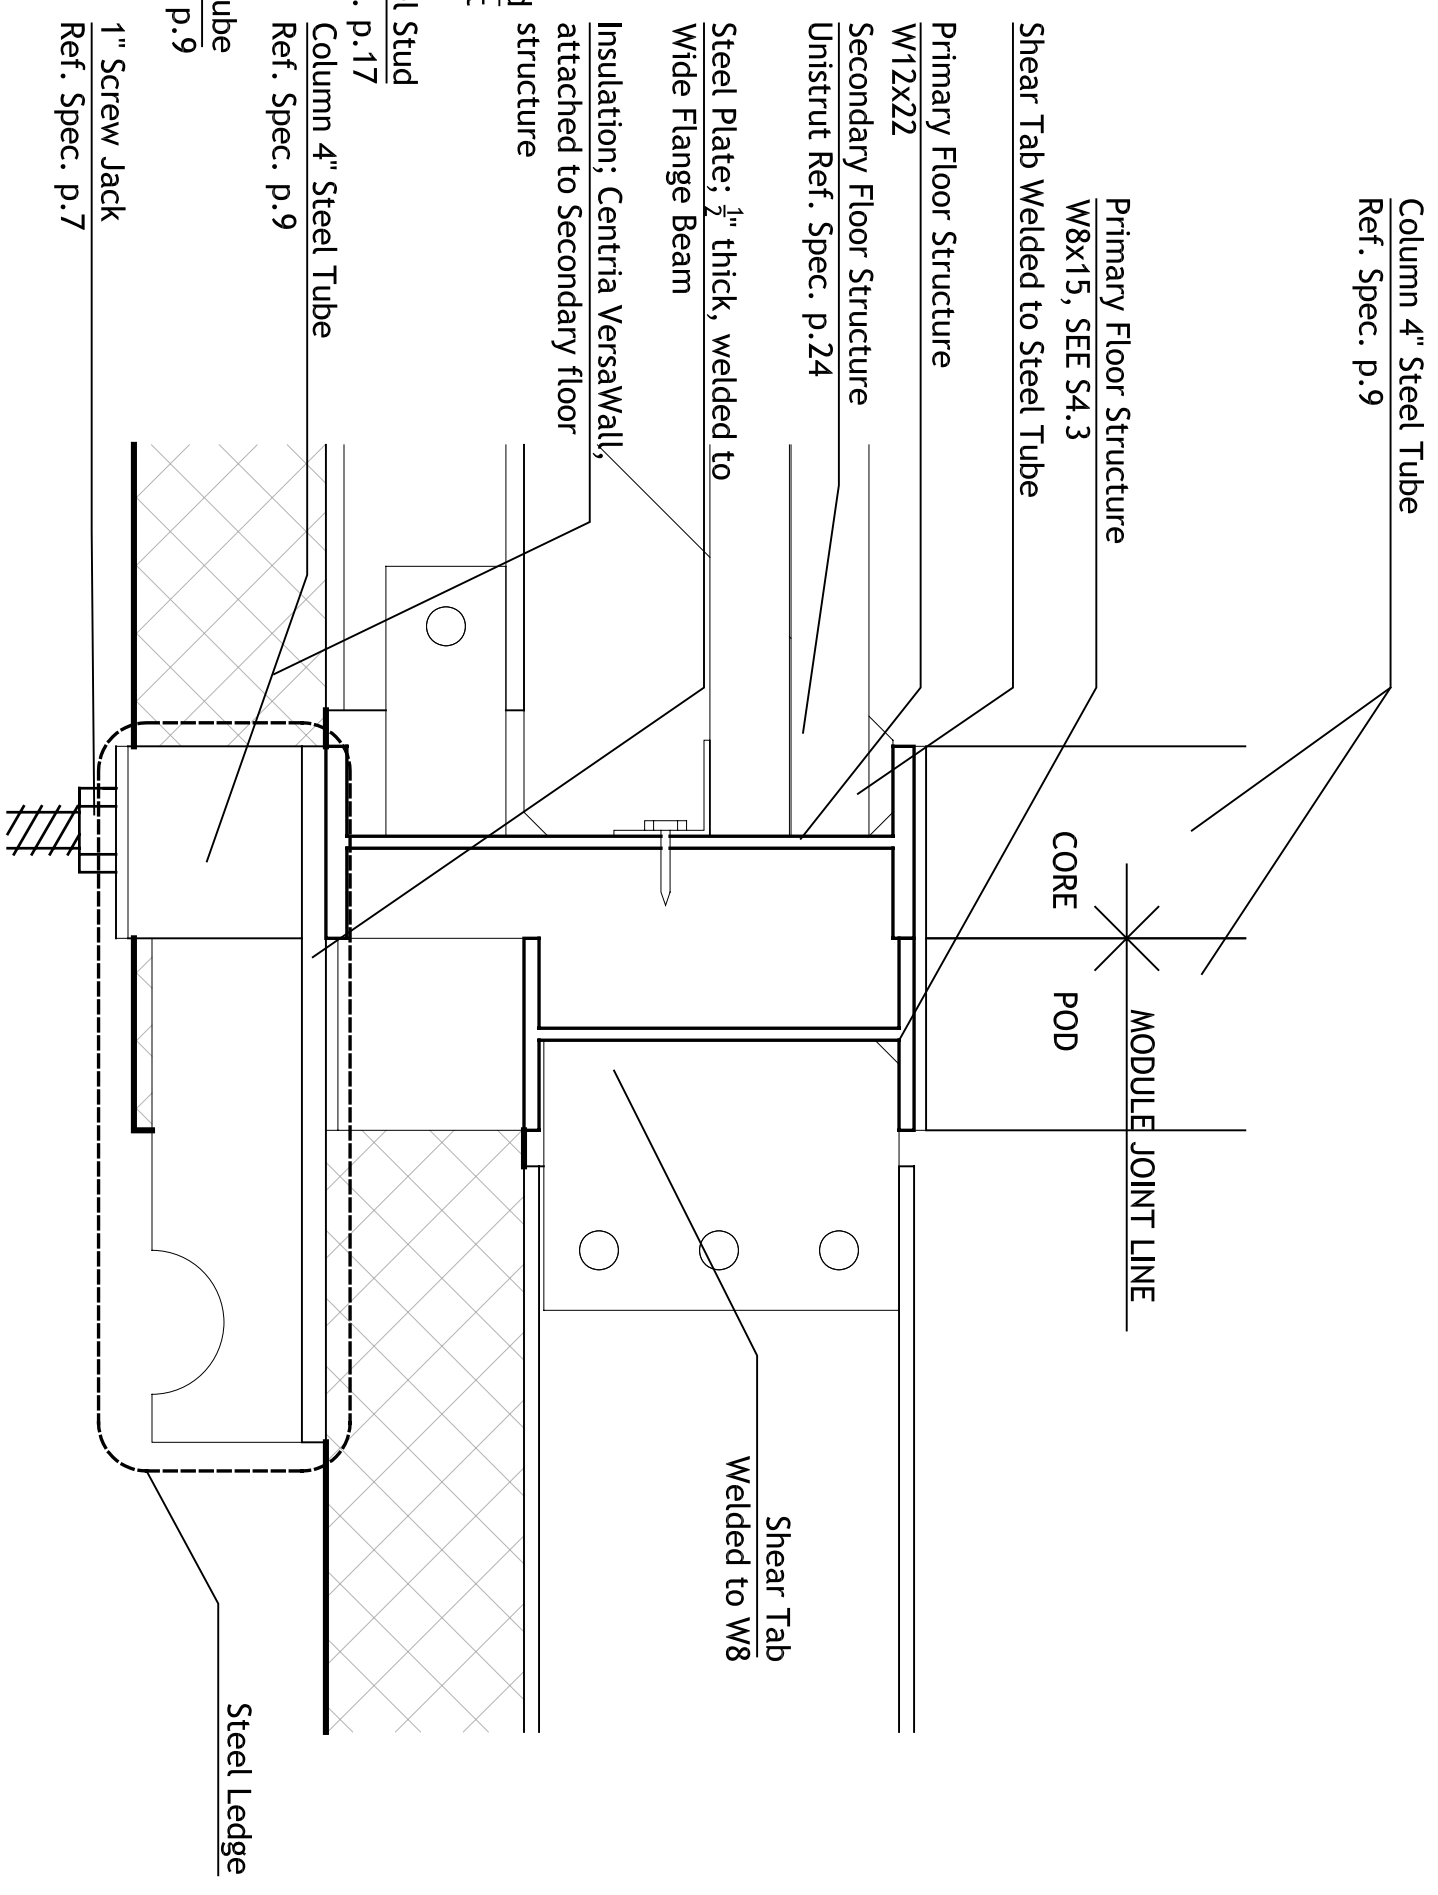 Column 4" Steel Tube
Ref. Spec. p.9
Primary Floor Structure
W8x15, SEE S4.3
Shear Tab Welded to Steel Tube
Primary Floor Structure
W12x22
Secondary Floor Structure
Unistrut Ref. Spec. p.24
Steel Plate; ½" thick, welded to
Wide Flange Beam
Insulation; Centria VersaWall,
attached to Secondary floor
structure
l Stud
. p.17
Column 4" Steel Tube
Ref. Spec. p.9
ube
p.9
1" Screw Jack
Ref. Spec. p.7
CORE
POD
MODULE JOINT LINE
Shear Tab
Welded to W8
Steel Ledge